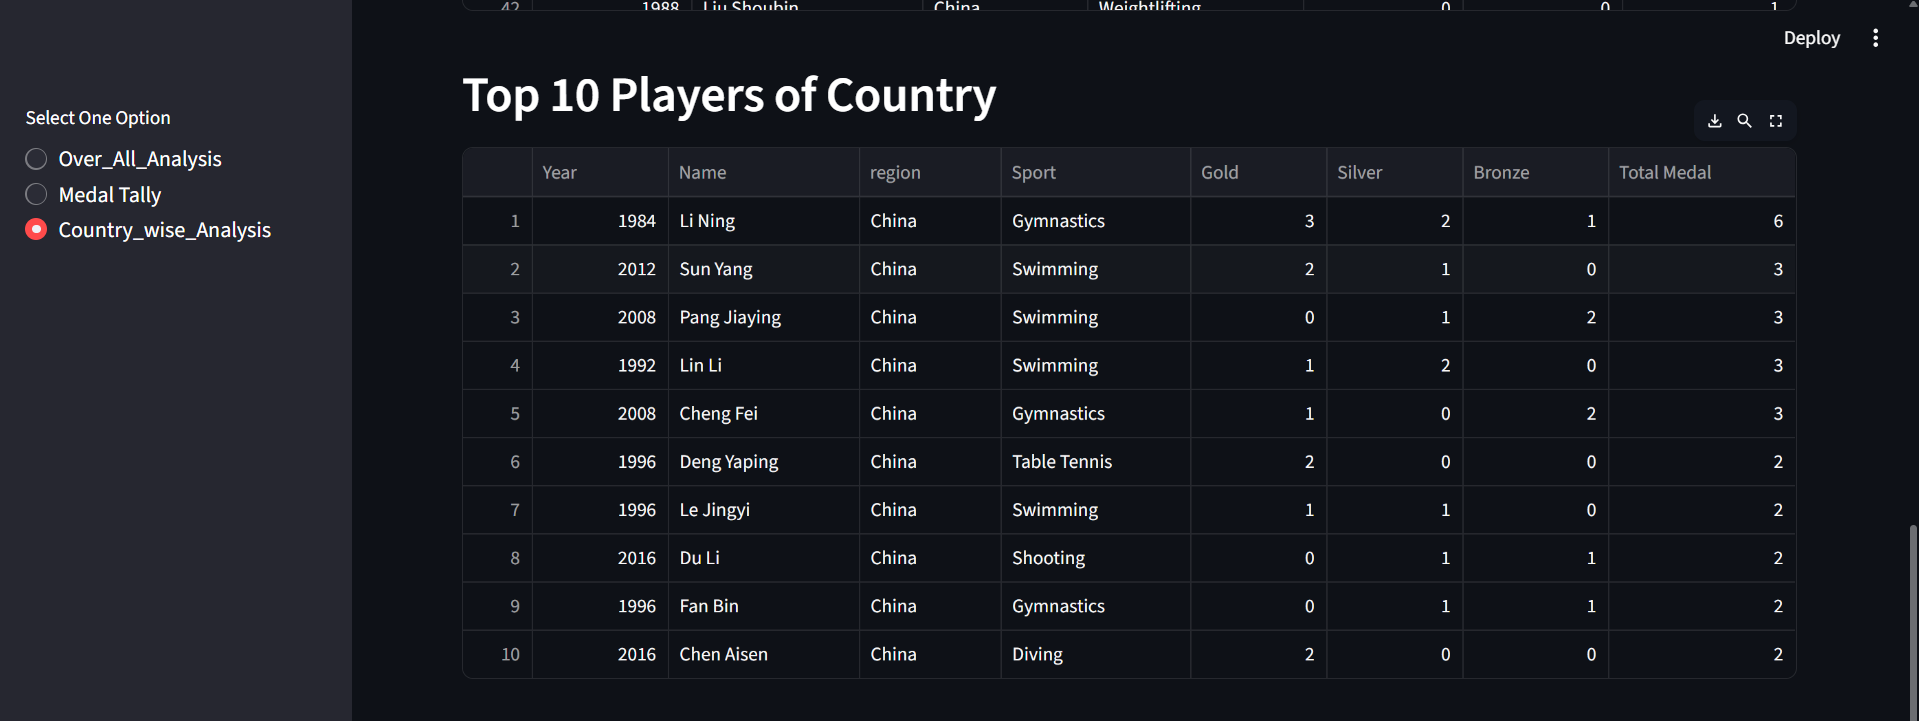 42 1988 Liu Shoubin China Weightlifting 0 0 1
Deploy
Select One Option
Over_All_Analysis
Medal Tally
Country_wise_Analysis
Top 10 Players of Country
Year Name region Sport Gold Silver Bronze Total Medal
1 1984 Li Ning China Gymnastics 3 2 1 6
2 2012 Sun Yang China Swimming 2 1 0 3
3 2008 Pang Jiaying China Swimming 0 1 2 3
4 1992 Lin Li China Swimming 1 2 0 3
5 2008 Cheng Fei China Gymnastics 1 0 2 3
6 1996 Deng Yaping China Table Tennis 2 0 0 2
7 1996 Le Jingyi China Swimming 1 1 0 2
8 2016 Du Li China Shooting 0 1 1 2
9 1996 Fan Bin China Gymnastics 0 1 1 2
10 2016 Chen Aisen China Diving 2 0 0 2